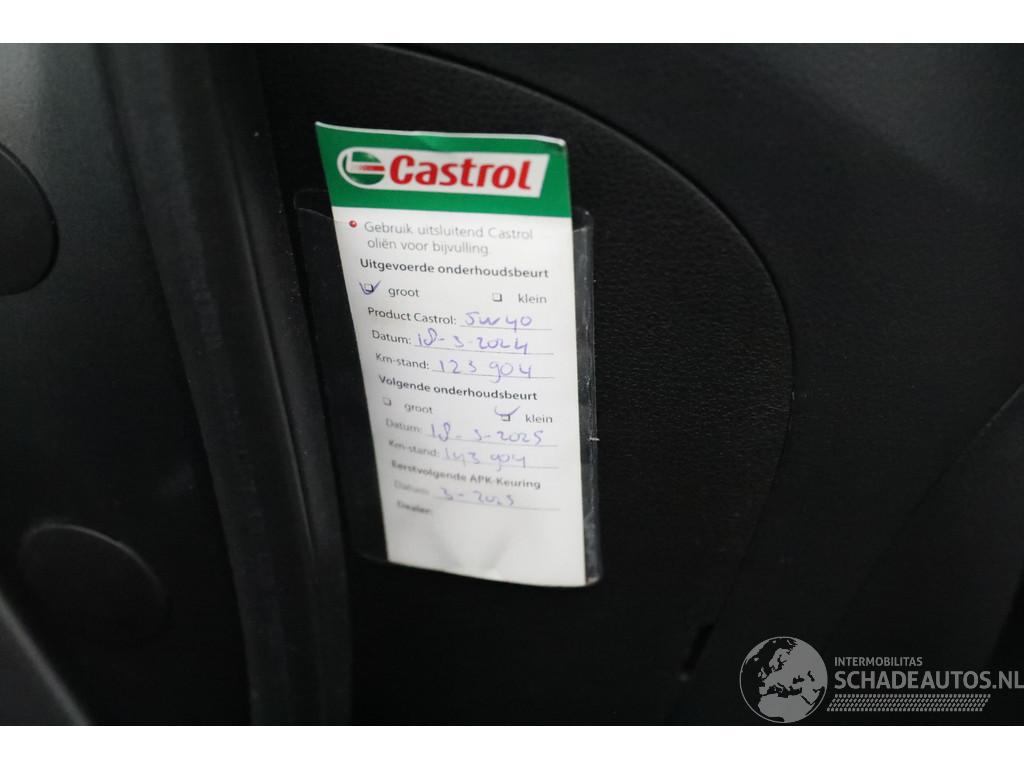 Castrol
Gebruik uitsluitend Castrol
oliën voor bijvulling.
Uitgevoerde onderhoudsbeurt
groot klein
Product Castrol: 5W40
Datum: 18-3-2024
Km-stand: 123 904
Volgende onderhoudsbeurt
groot klein
Datum: 18-3-2025
Km-stand: 143 904
Eerstvolgende APK-Keuring
Datum: 3-2025
Dealer:
INTERMOBILITAS
SCHADEAUTOS.NL